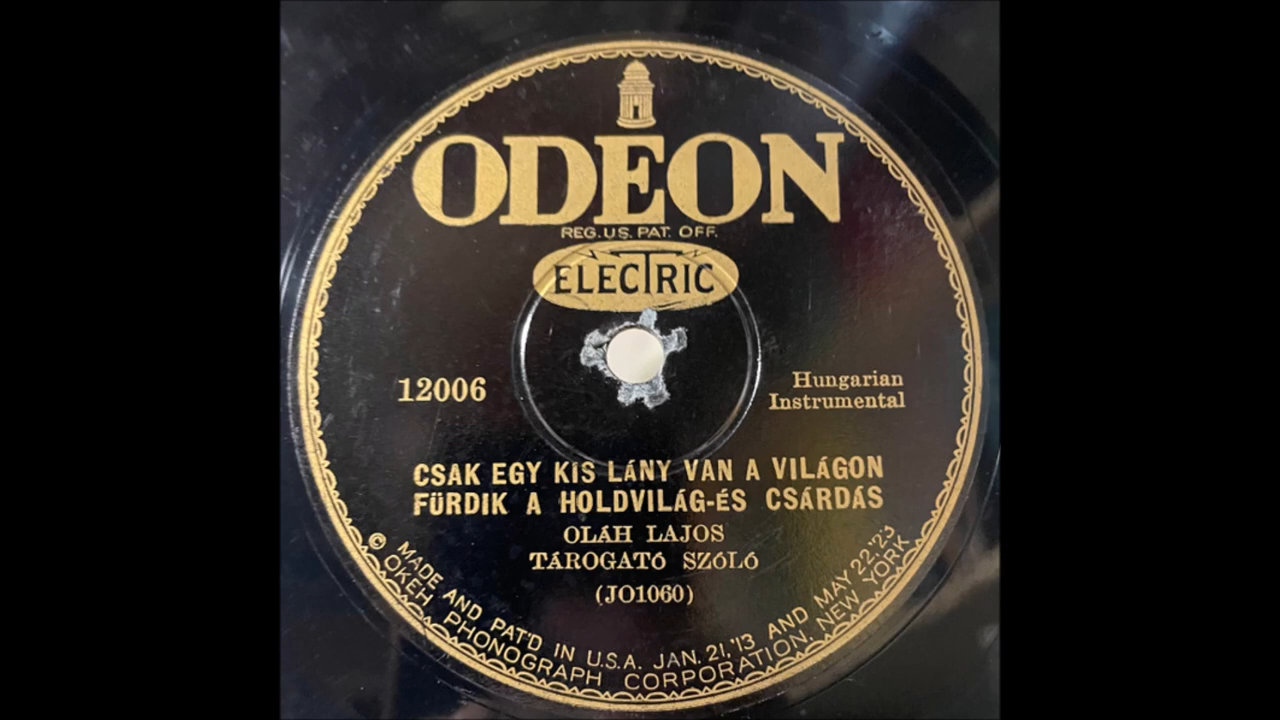 ODEON
REG. U.S. PAT. OFF.
ELECTRIC
12006
Hungarian
Instrumental
CSAK EGY KIS LÁNY VAN A VILÁGON
FÜRDIK A HOLDVILÁG-ÉS CSÁRDÁS
OLÁH LAJOS
TÁROGATÓ SZÓLÓ
(JO1060)
© MADE AND PAT'D IN U.S.A. JAN. 21, '13 AND MAY 22, '23
OKEH PHONOGRAPH CORPORATION, NEW YORK